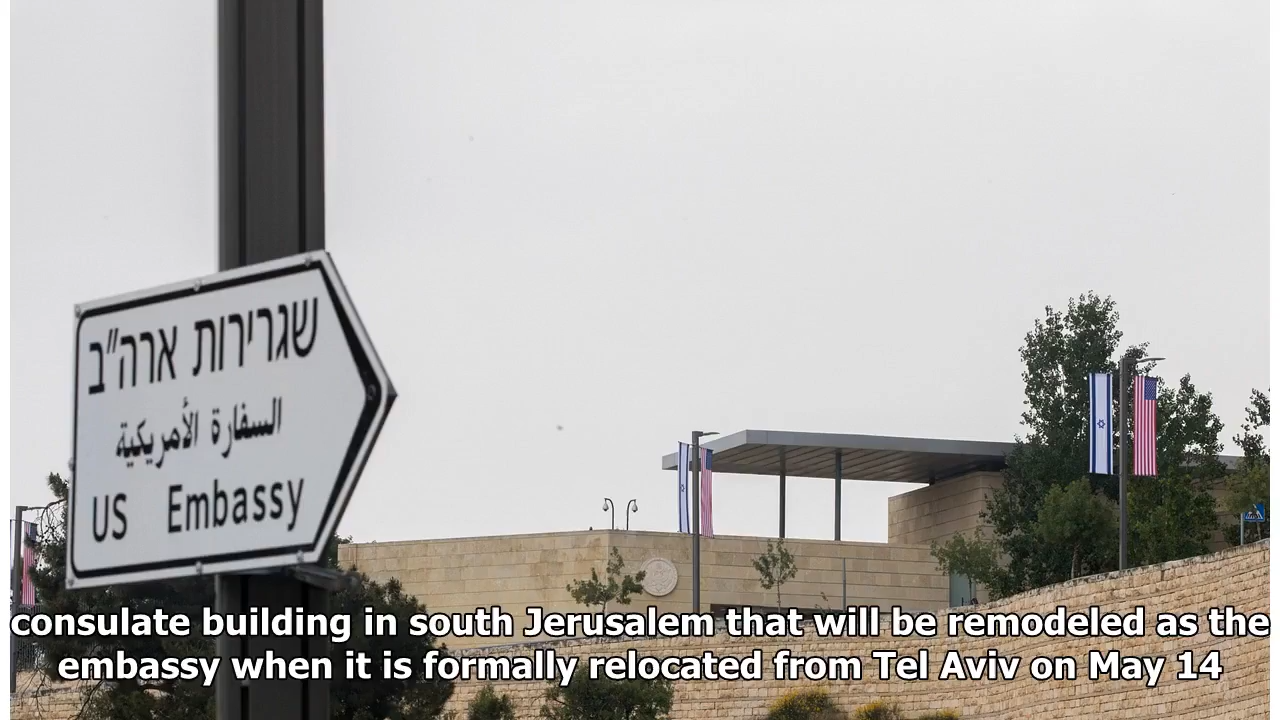 שגרירות ארה"ב
السفارة الأمريكية
US Embassy
consulate building in south Jerusalem that will be remodeled as the
embassy when it is formally relocated from Tel Aviv on May 14